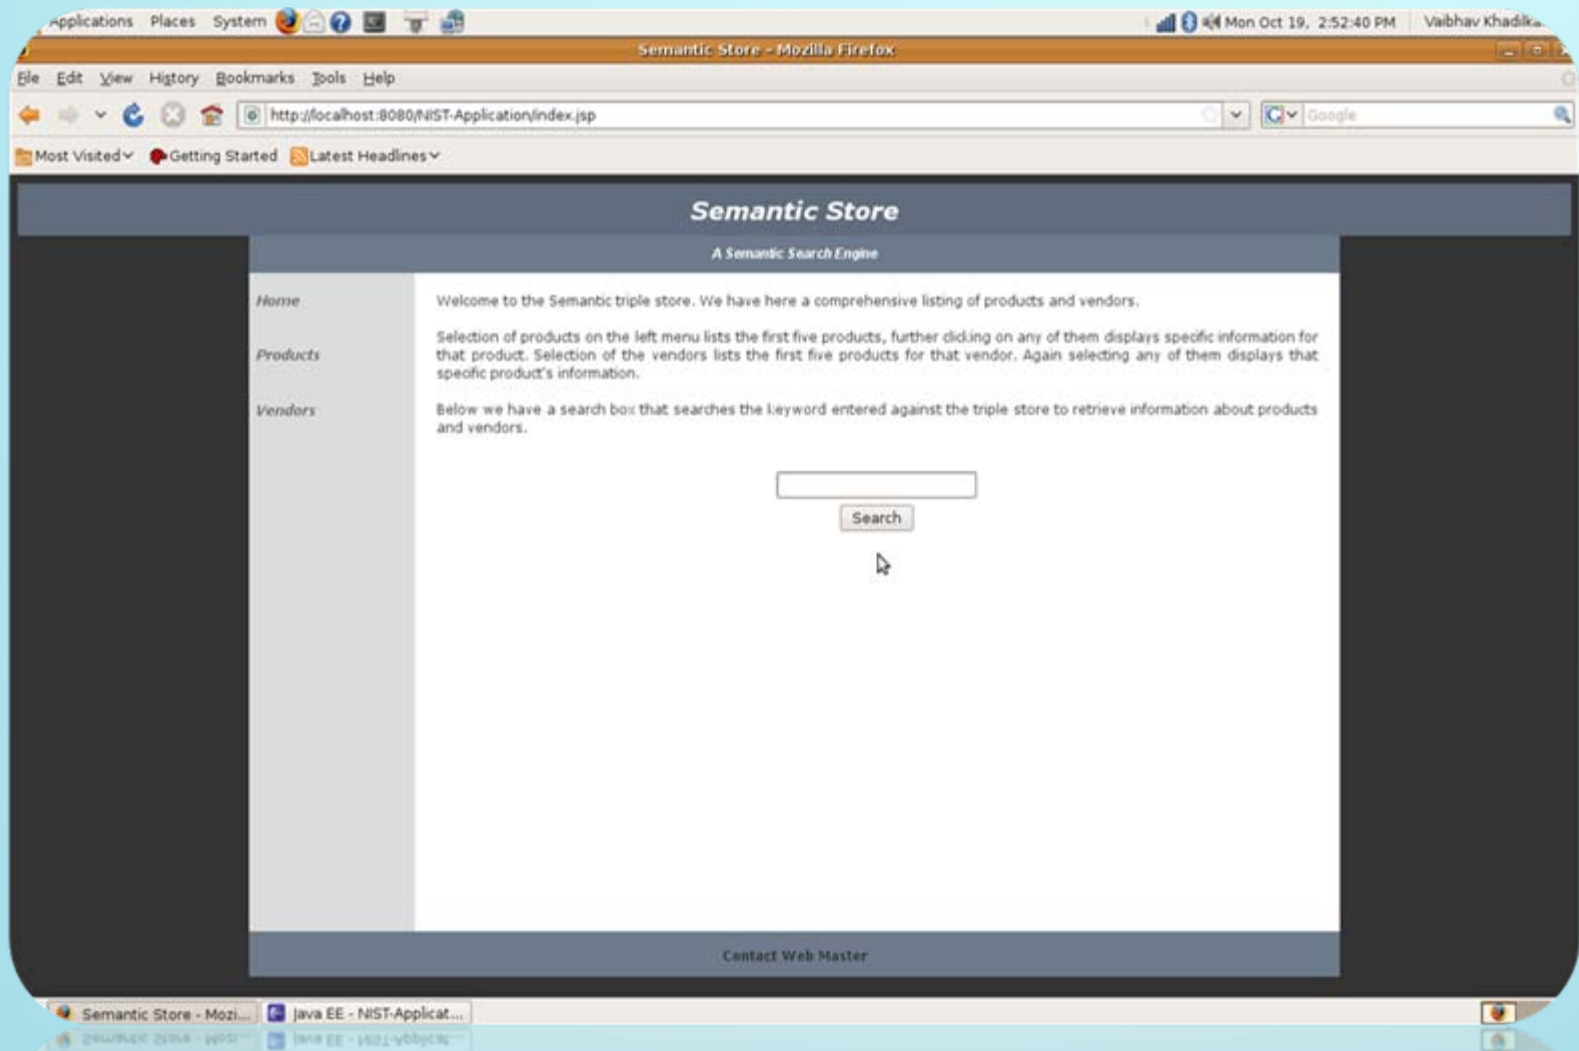 Applications Places System Mon Oct 19, 2:52:40 PM Vaibhav
Semantic Store - Mozilla Firefox
File Edit View History Bookmarks Tools Help
http://localhost:8080/NIST-Application/index.jsp Google
Most Visited Getting Started Latest Headlines
Semantic Store
A Semantic Search Engine
Home
Products
Vendors
Welcome to the Semantic triple store. We have here a comprehensive listing of products and vendors.
Selection of products on the left menu lists the first five products, further clicking on any of them displays specific information for
that product. Selection of the vendors lists the first five products for that vendor. Again selecting any of them displays that
specific product's information.
Below we have a search box that searches the keyword entered against the triple store to retrieve information about products
and vendors.
Search
Contact Web Master
Semantic Store - Mozi... Java EE - NIST-Applicat...